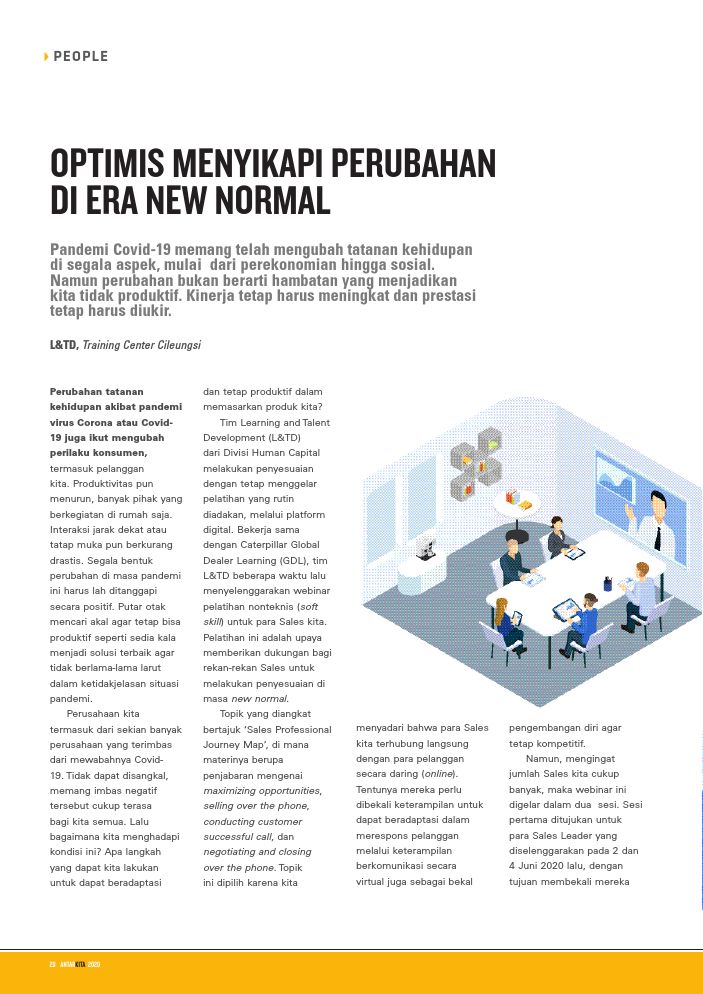 PEOPLE
OPTIMIS MENYIKAPI PERUBAHAN
DI ERA NEW NORMAL
Pandemi Covid-19 memang telah mengubah tatanan kehidupan
di segala aspek, mulai  dari perekonomian hingga sosial.
Namun perubahan bukan berarti hambatan yang menjadikan
kita tidak produktif. Kinerja tetap harus meningkat dan prestasi
tetap harus diukir.
L&TD, Training Center Cileungsi
Perubahan tatanan
kehidupan akibat pandemi
virus Corona atau Covid-
19 juga ikut mengubah
perilaku konsumen,
termasuk pelanggan
kita. Produktivitas pun
menurun, banyak pihak yang
berkegiatan di rumah saja.
Interaksi jarak dekat atau
tatap muka pun berkurang
drastis. Segala bentuk
perubahan di masa pandemi
ini harus lah ditanggapi
secara positif. Putar otak
mencari akal agar tetap bisa
produktif seperti sedia kala
menjadi solusi terbaik agar
tidak berlama-lama larut
dalam ketidakjelasan situasi
pandemi.
Perusahaan kita
termasuk dari sekian banyak
perusahaan yang terimbas
dari mewabahnya Covid-
19. Tidak dapat disangkal,
memang imbas negatif
tersebut cukup terasa
bagi kita semua. Lalu
bagaimana kita menghadapi
kondisi ini? Apa langkah
yang dapat kita lakukan
untuk dapat beradaptasi
dan tetap produktif dalam
memasarkan produk kita?
Tim Learning and Talent
Development (L&TD)
dari Divisi Human Capital
melakukan penyesuaian
dengan tetap menggelar
pelatihan yang rutin
diadakan, melalui platform
digital. Bekerja sama
dengan Caterpillar Global
Dealer Learning (GDL), tim
L&TD beberapa waktu lalu
menyelenggarakan webinar
pelatihan nonteknis (soft
skill) untuk para Sales kita.
Pelatihan ini adalah upaya
memberikan dukungan bagi
rekan-rekan Sales untuk
melakukan penyesuaian di
masa new normal.
Topik yang diangkat
bertajuk ‘Sales Professional
Journey Map’, di mana
materinya berupa
penjabaran mengenai
maximizing opportunities,
selling over the phone,
conducting customer
successful call, dan
negotiating and closing
over the phone. Topik
ini dipilih karena kita
menyadari bahwa para Sales
kita terhubung langsung
dengan para pelanggan
secara daring (online).
Tentunya mereka perlu
dibekali keterampilan untuk
dapat beradaptasi dalam
merespons pelanggan
melalui keterampilan
berkomunikasi secara
virtual juga sebagai bekal
pengembangan diri agar
tetap kompetitif.
Namun, mengingat
jumlah Sales kita cukup
banyak, maka webinar ini
digelar dalam dua  sesi. Sesi
pertama ditujukan untuk
para Sales Leader yang
diselenggarakan pada 2 dan
4 Juni 2020 lalu, dengan
tujuan membekali mereka
20 ANTARKITA 2020